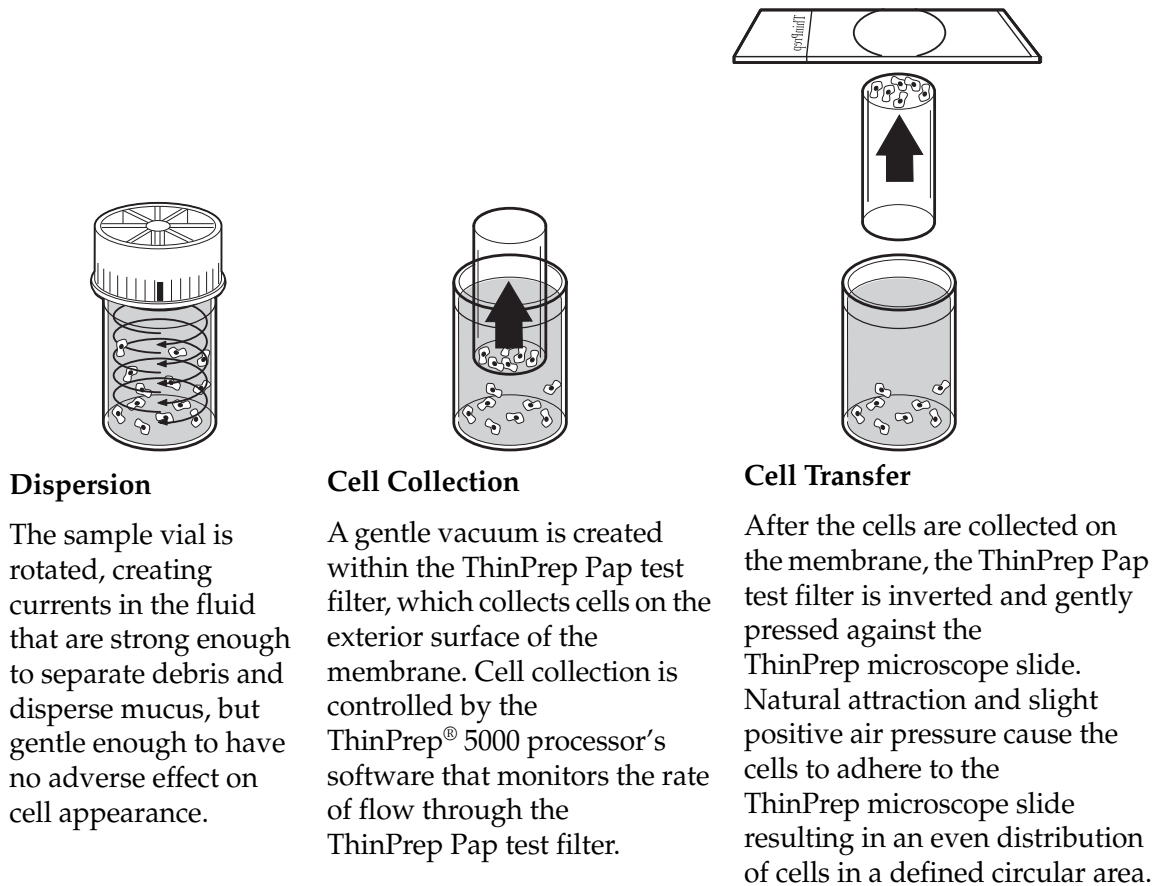 ThinPrep
Dispersion
The sample vial is
rotated, creating
currents in the fluid
that are strong enough
to separate debris and
disperse mucus, but
gentle enough to have
no adverse effect on
cell appearance.
Cell Collection
A gentle vacuum is created
within the ThinPrep Pap test
filter, which collects cells on the
exterior surface of the
membrane. Cell collection is
controlled by the
ThinPrep® 5000 processor’s
software that monitors the rate
of flow through the
ThinPrep Pap test filter.
Cell Transfer
After the cells are collected on
the membrane, the ThinPrep Pap
test filter is inverted and gently
pressed against the
ThinPrep microscope slide.
Natural attraction and slight
positive air pressure cause the
cells to adhere to the
ThinPrep microscope slide
resulting in an even distribution
of cells in a defined circular area.